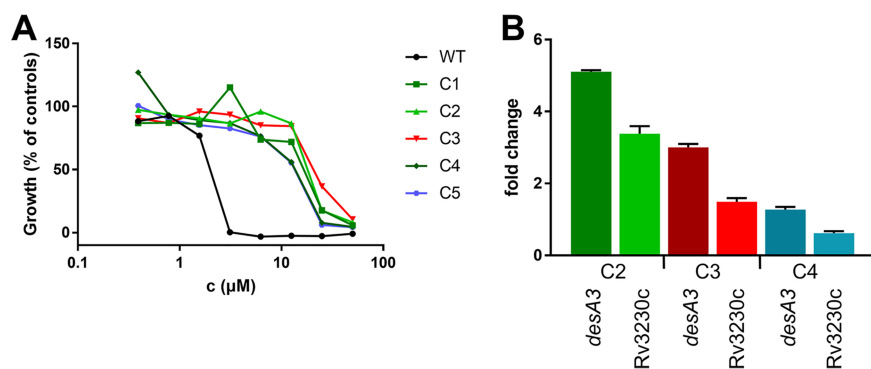 A
Growth (% of controls)
150
100
50
0
0.1
1
10
100
c (µM)
WT
C1
C2
C3
C4
C5
B
fold change
6
4
2
0
C2
C3
C4
desA3
Rv3230c
desA3
Rv3230c
desA3
Rv3230c